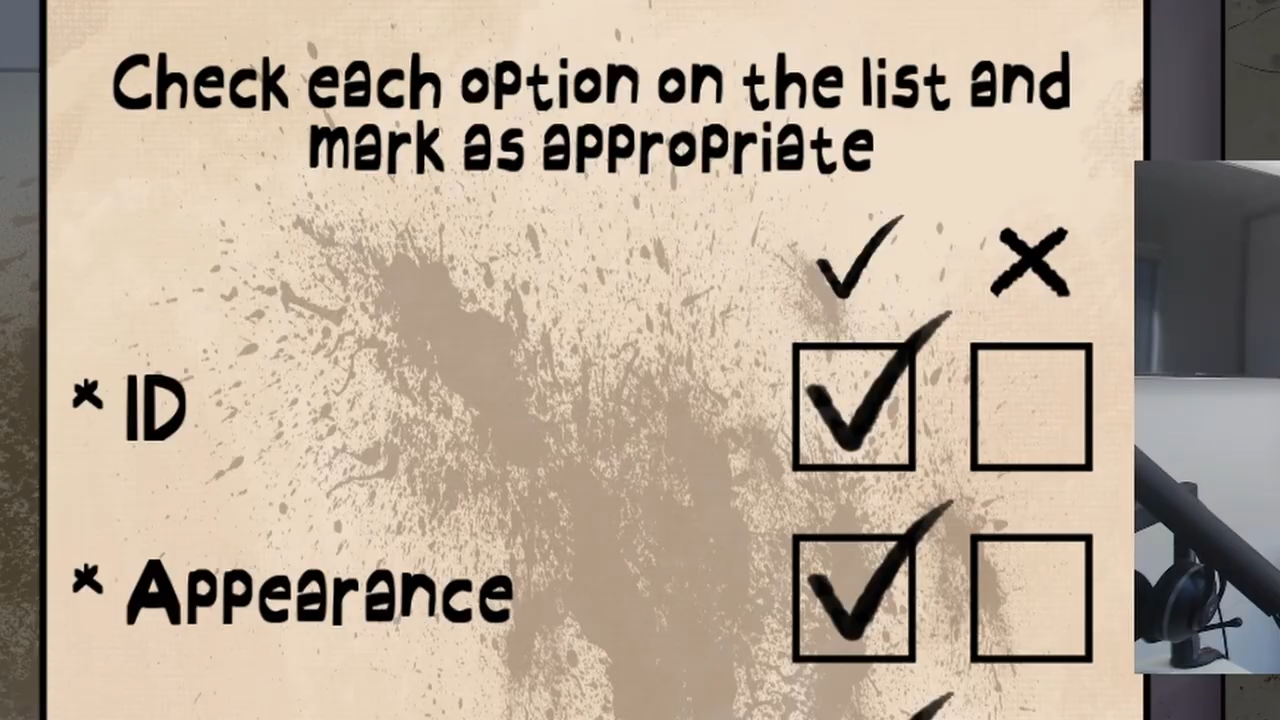 Check each option on the list and
mark as appropriate
* ID
* Appearance